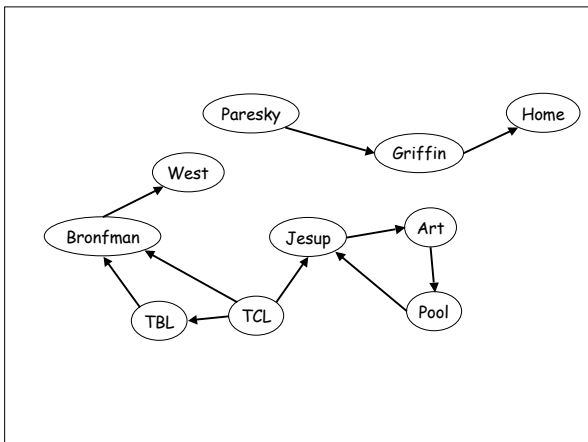 Paresky
Home
Griffin
West
Bronfman
Jesup
Art
TBL
TCL
Pool